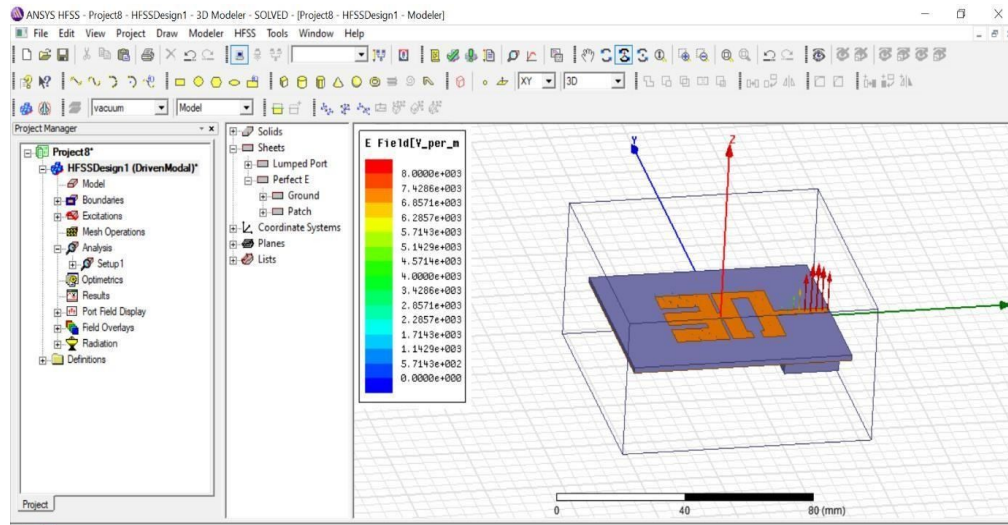 ANSYS HFSS - Project8 - HFSSDesign1 - 3D Modeler - SOLVED - [Project8 - HFSSDesign1 - Modeler]
File Edit View Project Draw Modeler HFSS Tools Window Help
XY 3D
vacuum Model
Project Manager
Project8*
HFSSDesign1 (DrivenModal)*
Model
Boundaries
Excitations
Mesh Operations
Analysis
Setup1
Optimetrics
Results
Port Field Display
Field Overlays
Radiation
Definitions
Project
Solids
Sheets
Lumped Port
Perfect E
Ground
Patch
Coordinate Systems
Planes
Lists
E Field[V_per_m
8.0000e+003
7.4286e+003
6.8571e+003
6.2857e+003
5.7143e+003
5.1429e+003
4.5714e+003
4.0000e+003
3.4286e+003
2.8571e+003
2.2857e+003
1.7143e+003
1.1429e+003
5.7143e+002
0.0000e+000
Y
Z
0 40 80 (mm)